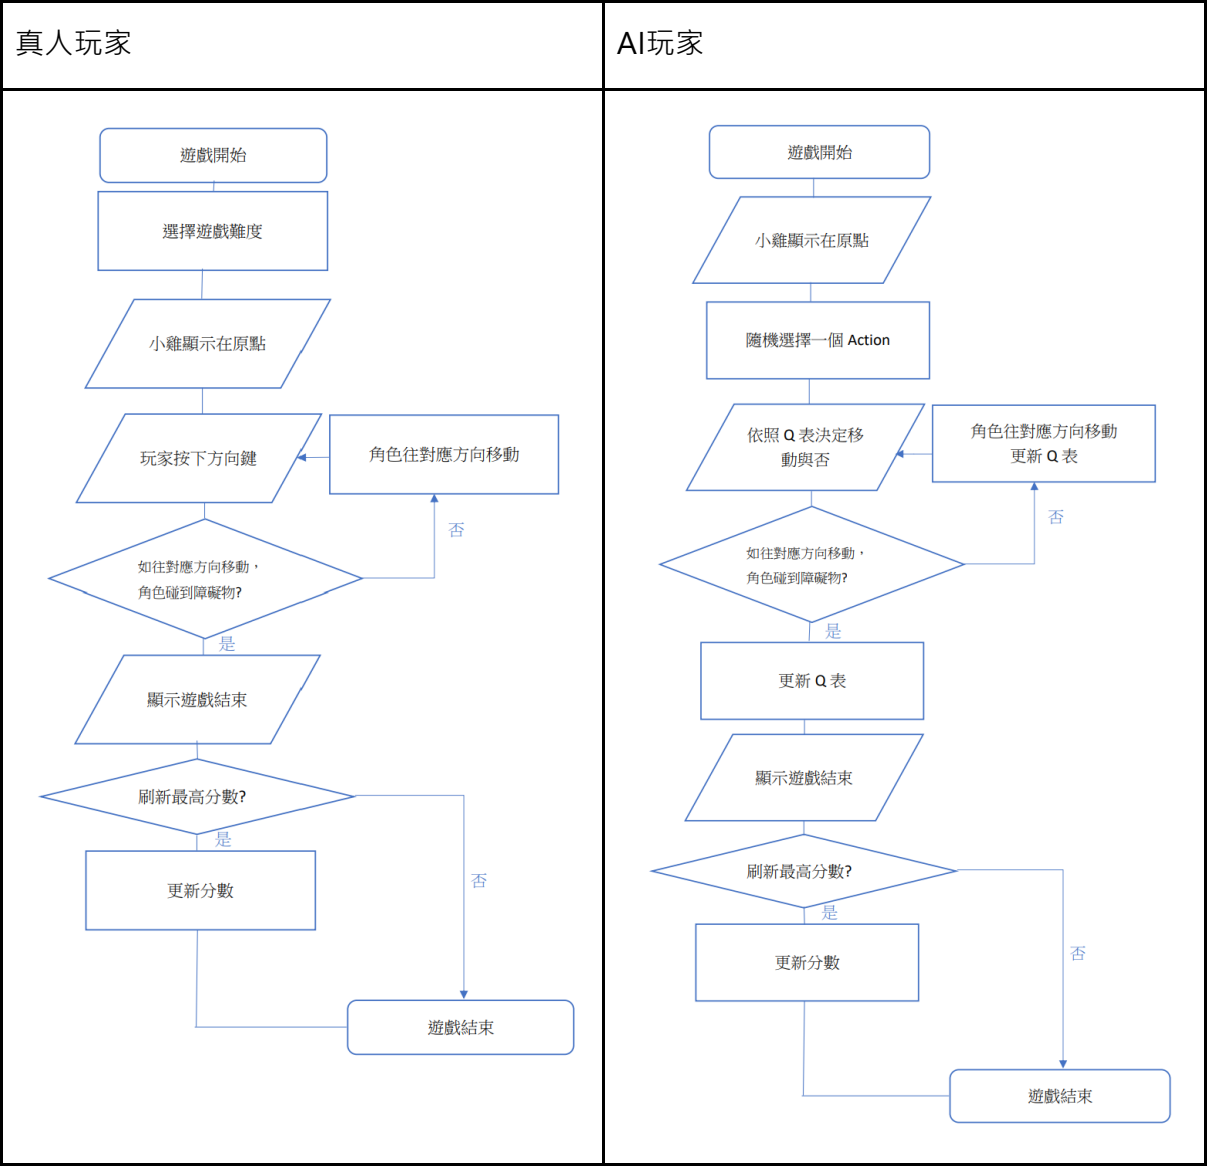 真人玩家
遊戲開始
選擇遊戲難度
小雞顯示在原點
玩家按下方向鍵
角色往對應方向移動
否
如往對應方向移動，
角色碰到障礙物?
是
顯示遊戲結束
刷新最高分數?
是
更新分數
否
遊戲結束
AI玩家
遊戲開始
小雞顯示在原點
隨機選擇一個 Action
依照 Q 表決定移
動與否
角色往對應方向移動
更新 Q 表
否
如往對應方向移動，
角色碰到障礙物?
是
更新 Q 表
顯示遊戲結束
刷新最高分數?
是
更新分數
否
遊戲結束